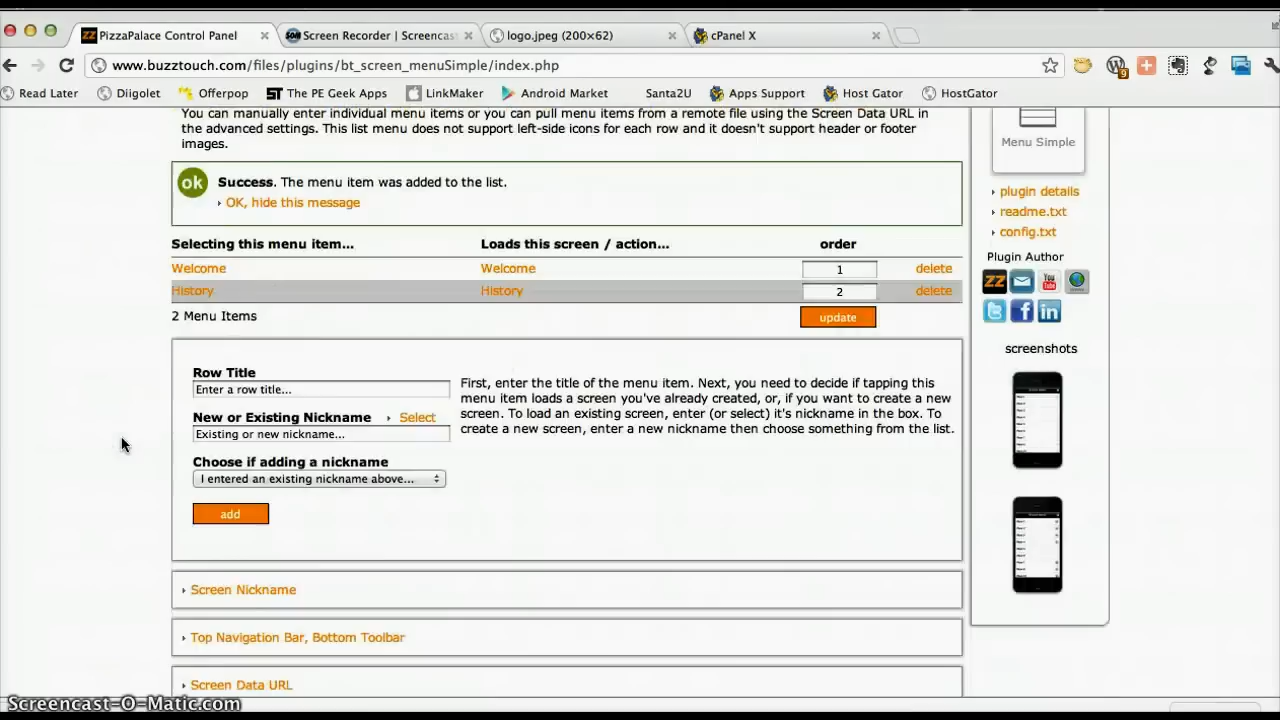 PizzaPalace Control Panel
Screen Recorder | Screencast
logo.jpeg (200×62)
cPanel X
www.buzztouch.com/files/plugins/bt_screen_menuSimple/index.php
9
Read Later
Diigolet
Offerpop
The PE Geek Apps
LinkMaker
Android Market
Santa2U
Apps Support
Host Gator
HostGator
You can manually enter individual menu items or you can pull menu items from a remote file using the Screen Data URL
in the advanced settings. This list menu does not support left-side icons for each row and it doesn't support header or footer
images.
Menu Simple
ok Success. The menu item was added to the list.
OK, hide this message
plugin details
readme.txt
config.txt
Plugin Author
Selecting this menu item... Loads this screen / action... order
Welcome Welcome 1 delete
History History 2 delete
2 Menu Items update
ZZ
You Tube
screenshots
Row Title
Enter a row title...
New or Existing Nickname Select
Existing or new nickname...
Choose if adding a nickname
I entered an existing nickname above...
add
First, enter the title of the menu item. Next, you need to decide if tapping this
menu item loads a screen you've already created, or, if you want to create a new
screen. To load an existing screen, enter (or select) it's nickname in the box. To
create a new screen, enter a new nickname then choose something from the list.
Screen Nickname
Top Navigation Bar, Bottom Toolbar
Screen Data URL
Screencast-O-Matic.com